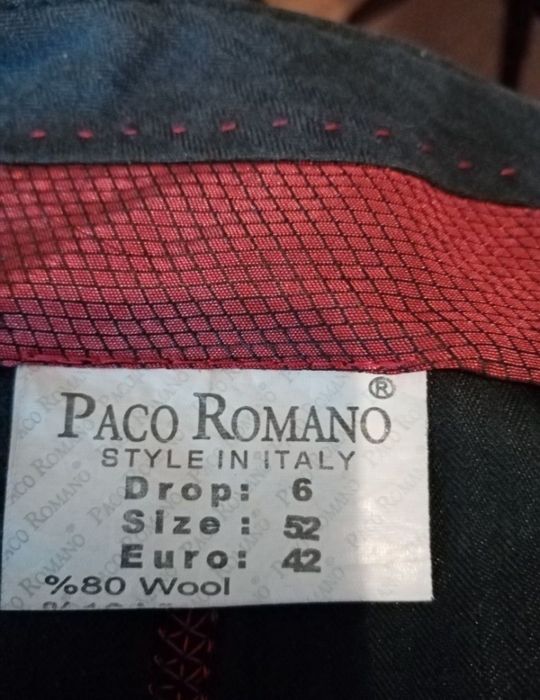 PACO ROMANO®
STYLE IN ITALY
Drop: 6
Size: 52
Euro: 42
%80 Wool